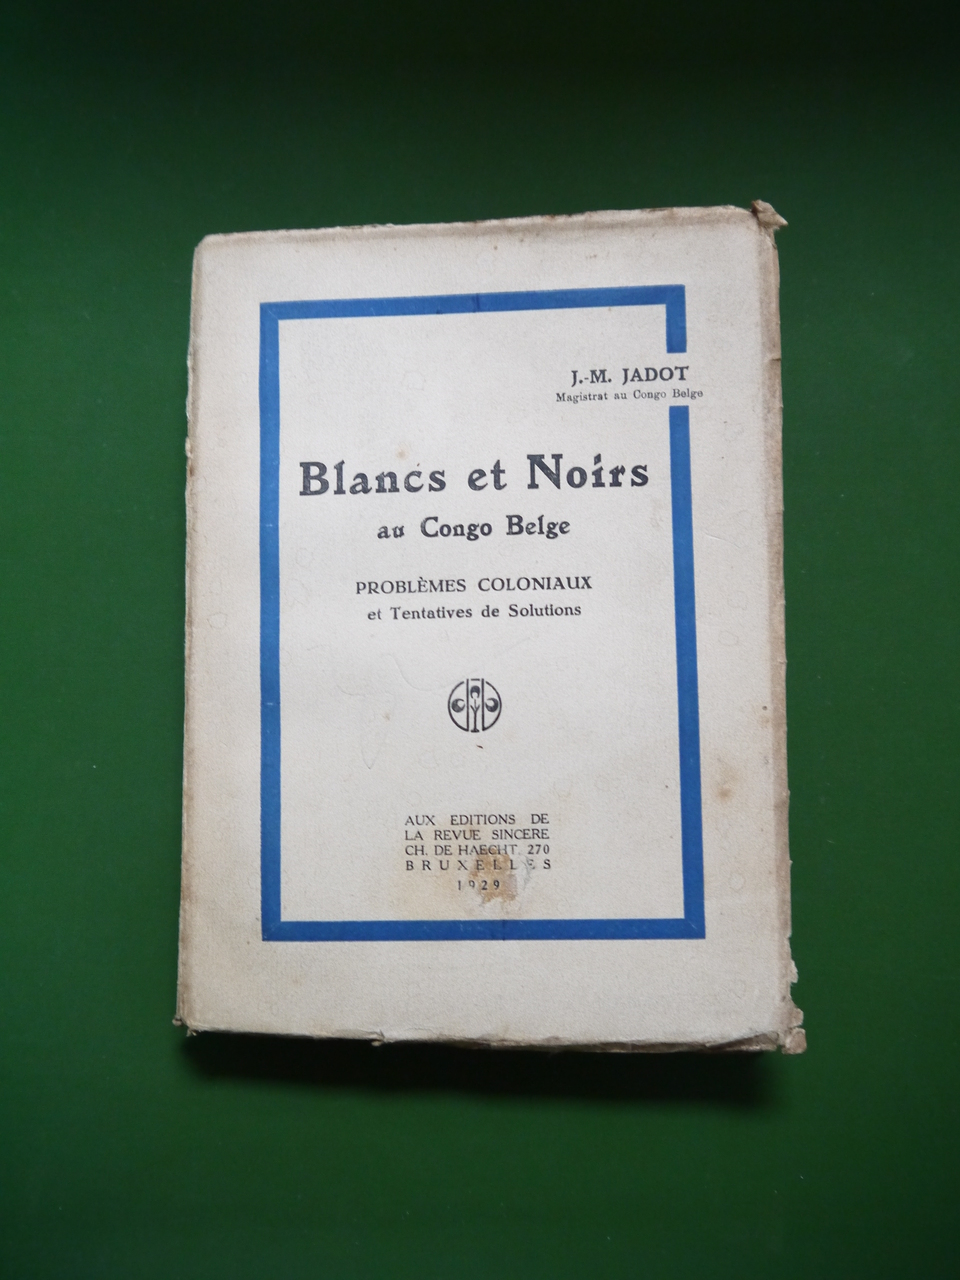 J.-M. JADOT
Magistrat au Congo Belge
Blancs et Noirs
au Congo Belge
PROBLÈMES COLONIAUX
et Tentatives de Solutions
AUX EDITIONS DE
LA REVUE SINCERE
CH. DE HAECHT, 270
BRUXELLES
1929